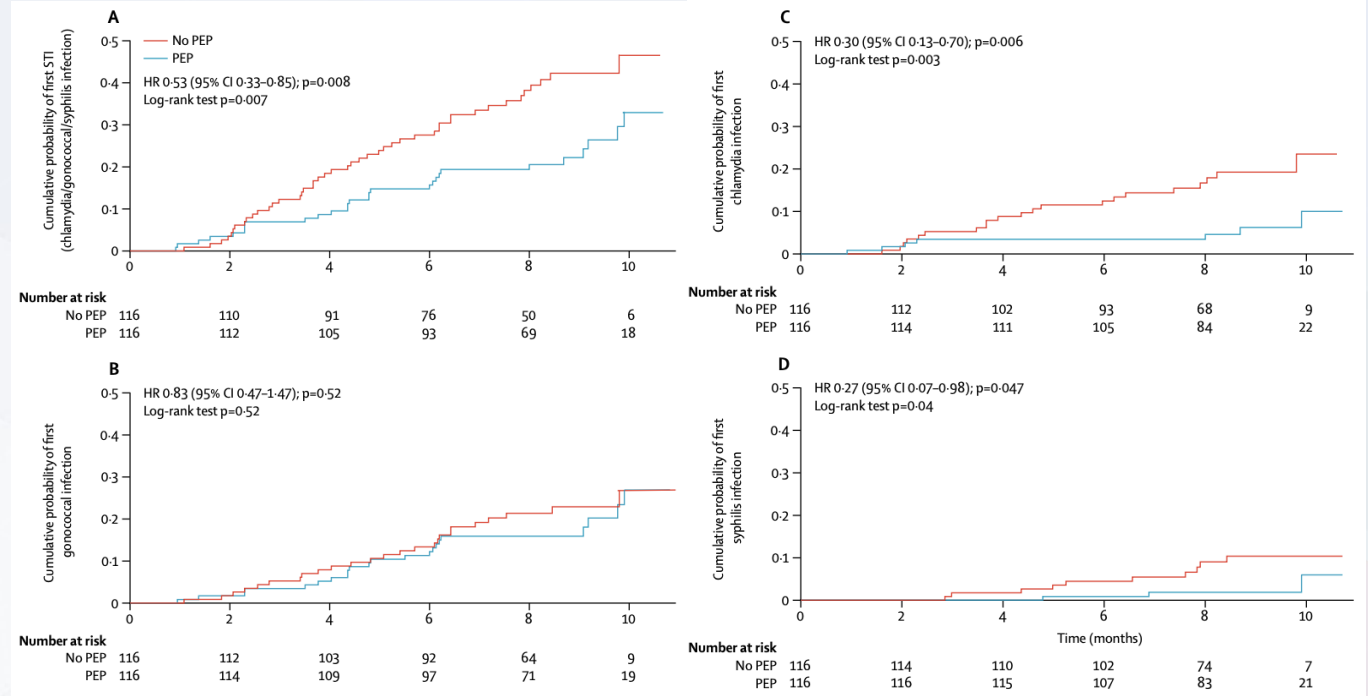 A
Cumulative probability of first STI
(chlamydia/gonococcal/syphilis infection)
0·5
0·4
0·3
0·2
0·1
0
No PEP
PEP
HR 0·53 (95% CI 0·33–0·85); p=0·008
Log-rank test p=0·007
0 2 4 6 8 10
Number at risk
No PEP 116 110 91 76 50 6
PEP 116 112 105 93 69 18
B
Cumulative probability of first
gonococcal infection
0·5
0·4
0·3
0·2
0·1
0
HR 0·83 (95% CI 0·47–1·47); p=0·52
Log-rank test p=0·52
0 2 4 6 8 10
Number at risk
No PEP 116 112 103 92 64 9
PEP 116 114 109 97 71 19
C
Cumulative probability of first
chlamydia infection
0·5
0·4
0·3
0·2
0·1
0
HR 0·30 (95% CI 0·13–0·70); p=0·006
Log-rank test p=0·003
0 2 4 6 8 10
Number at risk
No PEP 116 112 102 93 68 9
PEP 116 114 111 105 84 22
D
Cumulative probability of first
syphilis infection
0·5
0·4
0·3
0·2
0·1
0
HR 0·27 (95% CI 0·07–0·98); p=0·047
Log-rank test p=0·04
0 2 4 6 8 10
Time (months)
Number at risk
No PEP 116 114 110 102 74 7
PEP 116 116 115 107 83 21